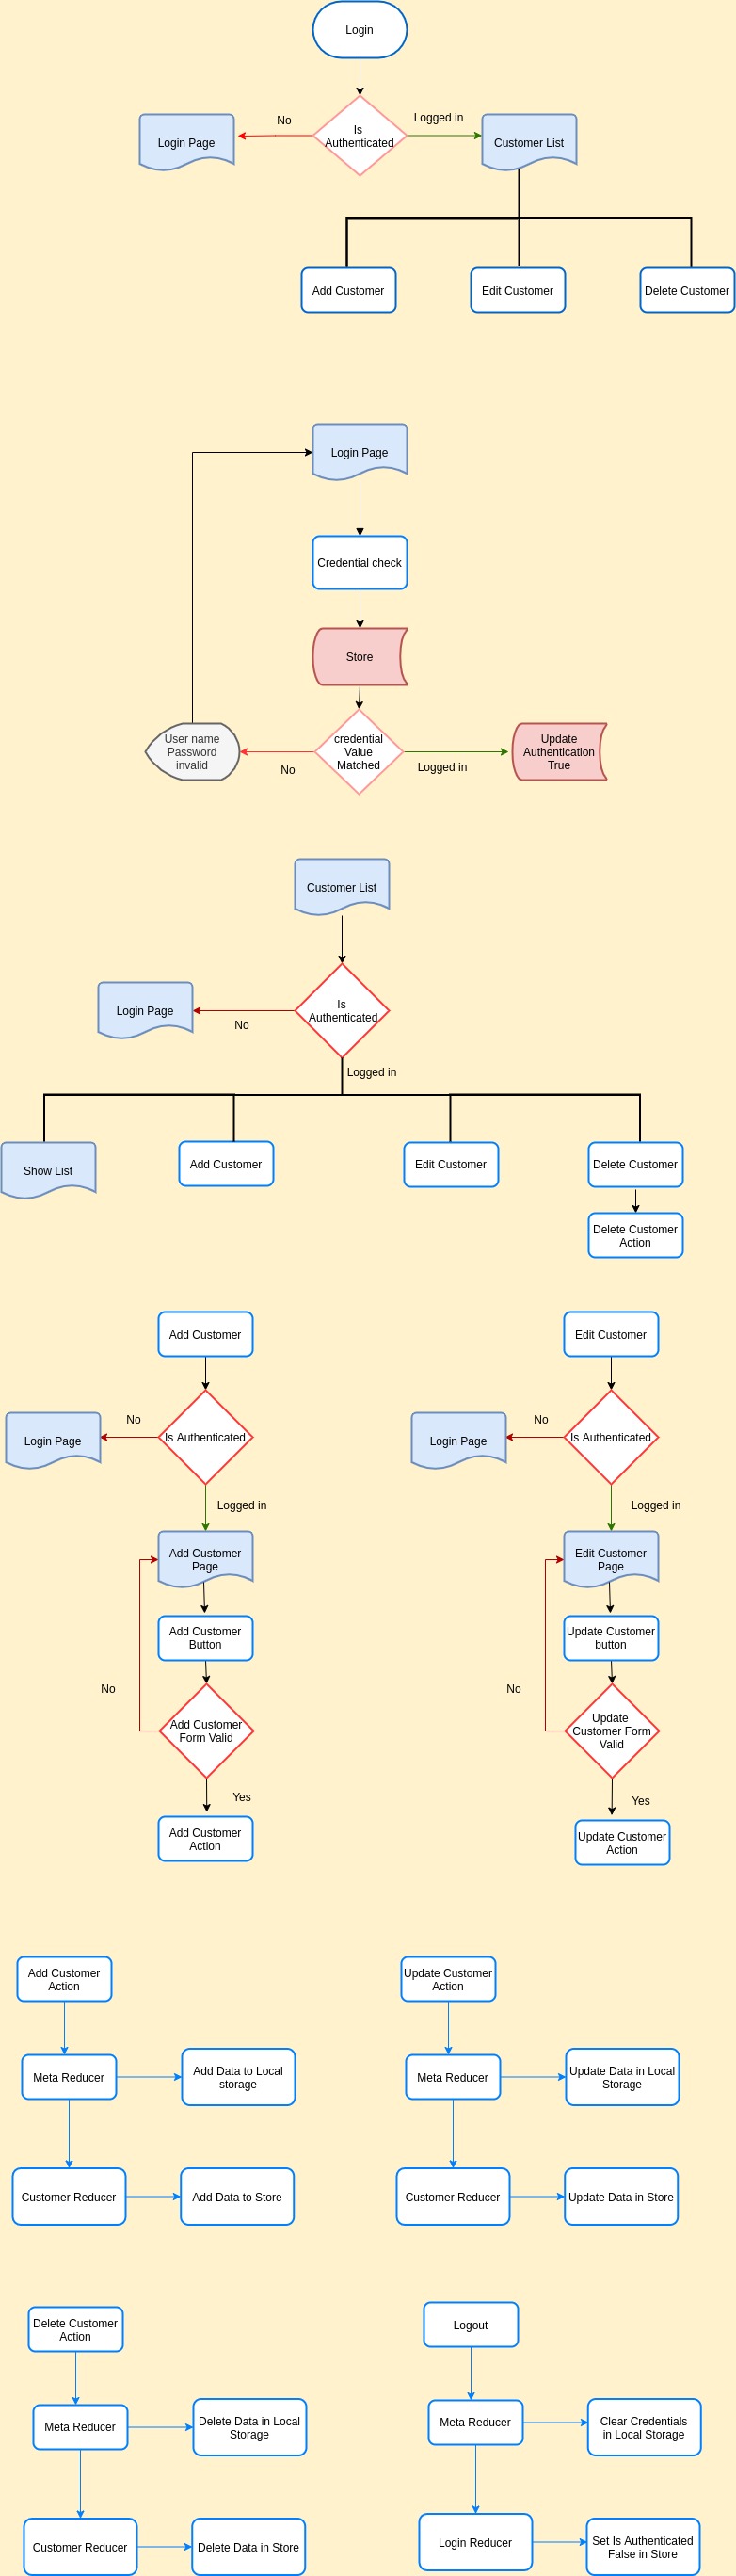 Login
No
Is
Authenticated
Logged in
Login Page
Customer List
Add Customer
Edit Customer
Delete Customer
Login Page
Credential check
Store
User name
Password
invalid
No
credential
Value
Matched
Logged in
Update
Authentication
True
Customer List
Login Page
No
Is
Authenticated
Logged in
Show List
Add Customer
Edit Customer
Delete Customer
Delete Customer
Action
Add Customer
No
Login Page
Is Authenticated
Logged in
Add Customer
Page
Add Customer
Button
No
Add Customer
Form Valid
Yes
Add Customer
Action
Edit Customer
No
Login Page
Is Authenticated
Logged in
Edit Customer
Page
Update Customer
button
No
Update
Customer Form
Valid
Yes
Update Customer
Action
Add Customer
Action
Meta Reducer
Add Data to Local
storage
Customer Reducer
Add Data to Store
Update Customer
Action
Meta Reducer
Update Data in Local
Storage
Customer Reducer
Update Data in Store
Delete Customer
Action
Meta Reducer
Delete Data in Local
Storage
Customer Reducer
Delete Data in Store
Logout
Meta Reducer
Clear Credentials
in Local Storage
Login Reducer
Set Is Authenticated
False in Store